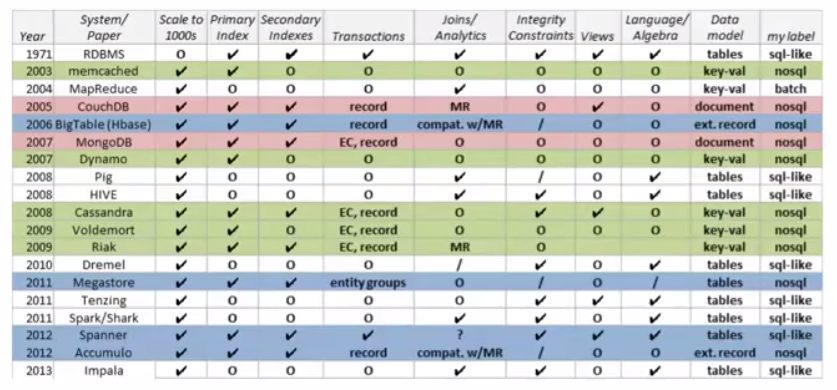 Year System/Paper Scale to 1000s Primary Index Secondary Indexes Transactions Joins/Analytics Integrity Constraints Views Language/Algebra Data model my label
1971 RDBMS O ✔ ✔ ✔ ✔ ✔ ✔ ✔ tables sql-like
2003 memcached ✔ ✔ O O O O O O key-val nosql
2004 MapReduce ✔ O O O ✔ O O O key-val batch
2005 CouchDB ✔ ✔ ✔ record MR O ✔ O document nosql
2006 BigTable (Hbase) ✔ ✔ ✔ record compat. w/MR / O O ext. record nosql
2007 MongoDB ✔ ✔ ✔ EC, record O O O O document nosql
2007 Dynamo ✔ ✔ O O O O O O key-val nosql
2008 Pig ✔ O O O ✔ / O ✔ tables sql-like
2008 HIVE ✔ O O O ✔ ✔ O ✔ tables sql-like
2008 Cassandra ✔ ✔ ✔ EC, record O ✔ ✔ O key-val nosql
2009 Voldemort ✔ ✔ O EC, record O O O O key-val nosql
2009 Riak ✔ ✔ ✔ EC, record MR O key-val nosql
2010 Dremel ✔ O O O / ✔ O ✔ tables sql-like
2011 Megastore ✔ ✔ ✔ entity groups O / O / tables nosql
2011 Tenzing ✔ O O O O ✔ ✔ ✔ tables sql-like
2011 Spark/Shark ✔ O O O ✔ ✔ O ✔ tables sql-like
2012 Spanner ✔ ✔ ✔ ✔ ? ✔ ✔ ✔ tables sql-like
2012 Accumulo ✔ ✔ ✔ record compat. w/MR / O O ext. record nosql
2013 Impala ✔ O O O ✔ ✔ O ✔ tables sql-like